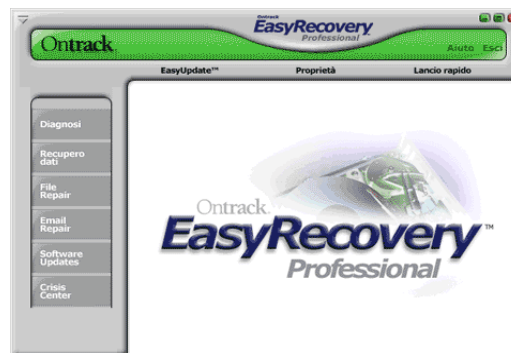 Ontrack
EasyRecovery
Professional
Ontrack
Aiuto Esci
EasyUpdate™ Proprietà Lancio rapido
Diagnosi
Recupero
dati
File
Repair
Email
Repair
Software
Updates
Crisis
Center
Ontrack
EasyRecovery™
Professional